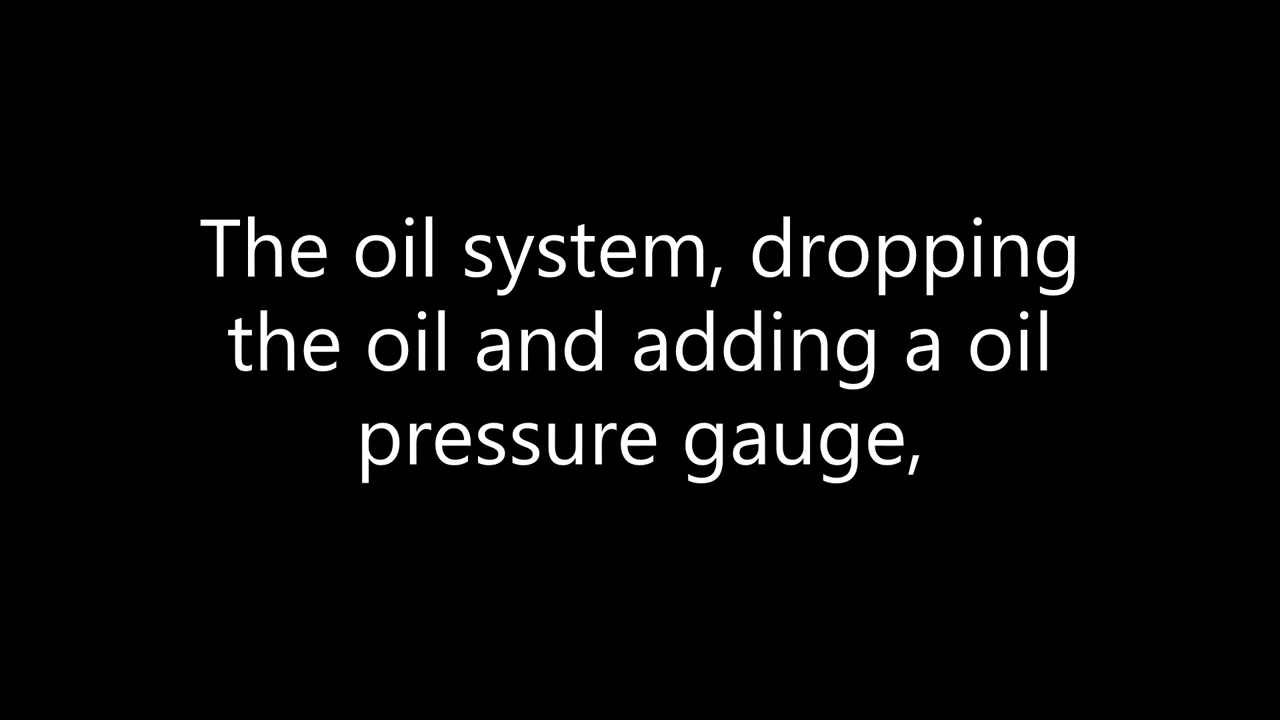 The oil system, dropping
the oil and adding a oil
pressure gauge,